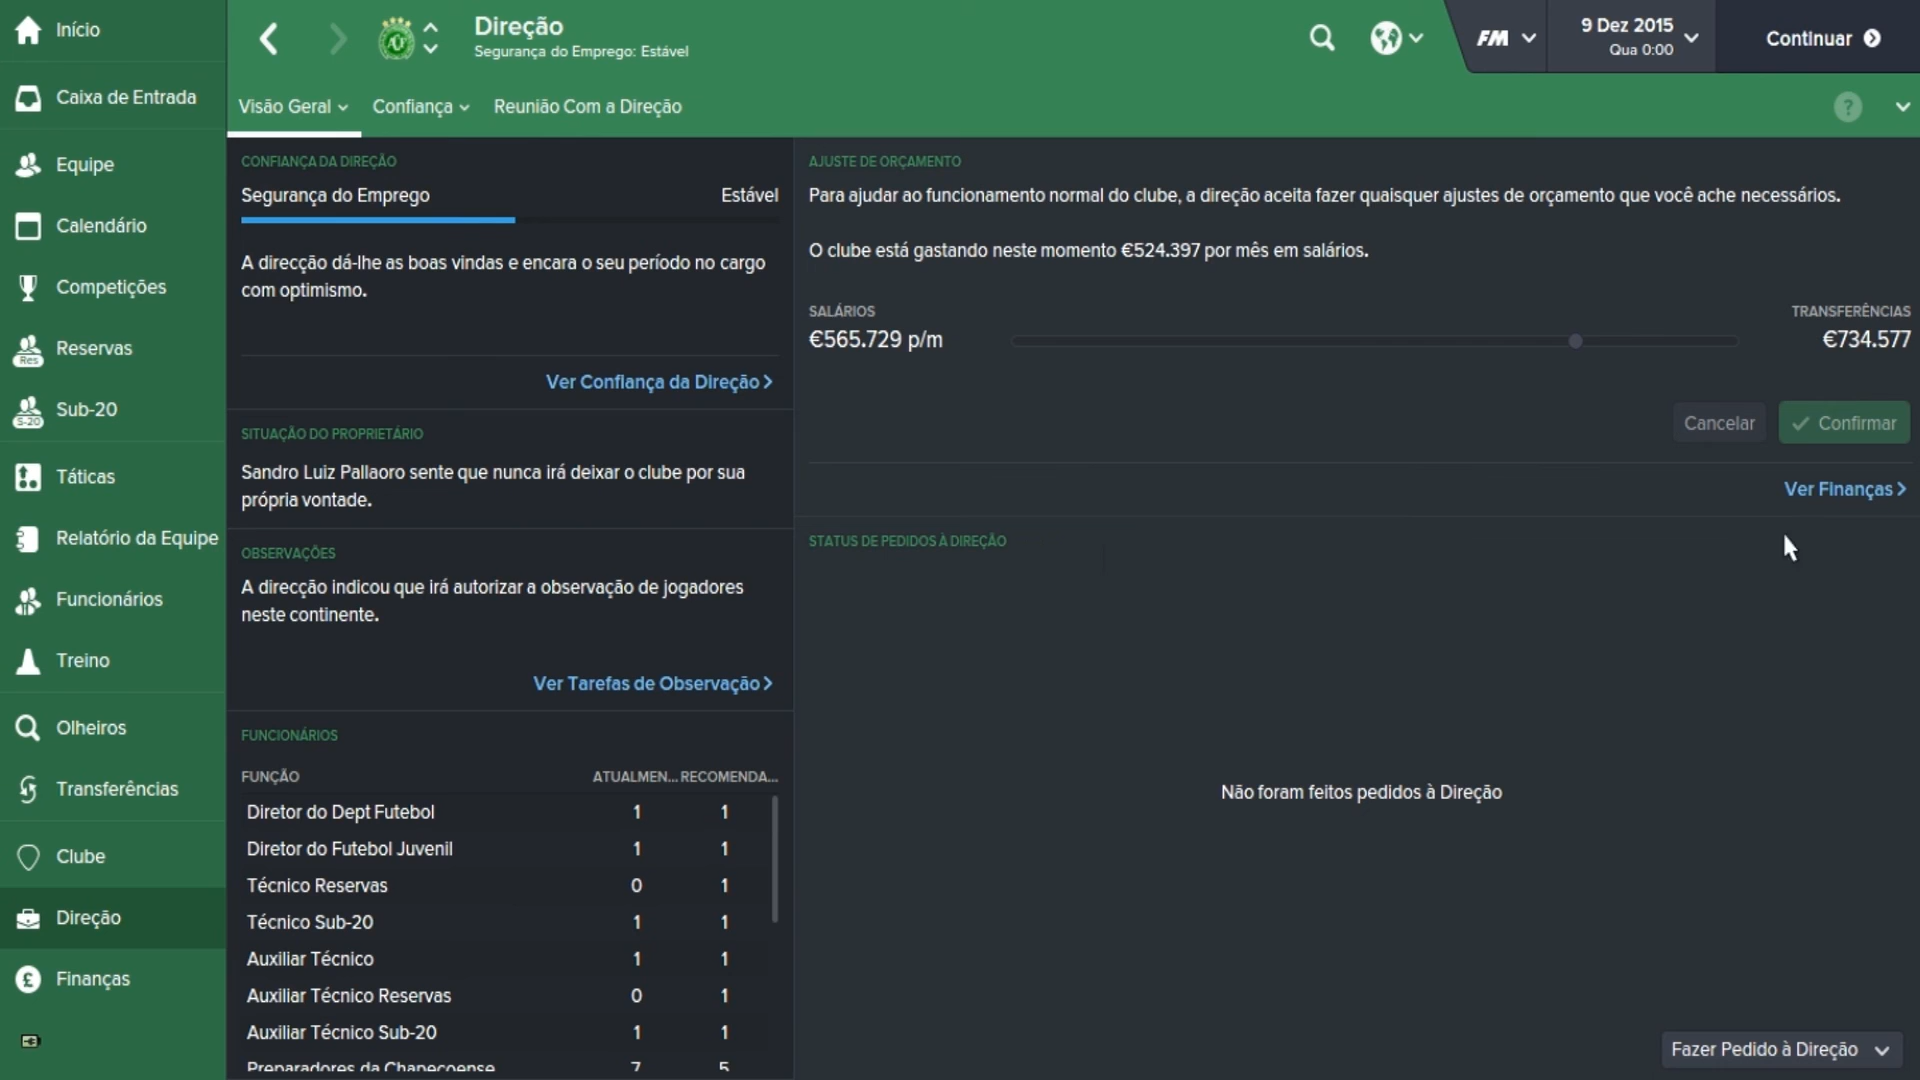 Início
Caixa de Entrada
Equipe
Calendário
Competições
Res
Reservas
S-20
Sub-20
Táticas
Relatório da Equipe
Funcionários
Treino
Olheiros
Transferências
Clube
Direção
Finanças
Direção
Segurança do Emprego: Estável
FM
9 Dez 2015
Qua 0:00
Continuar
Visão Geral
Confiança
Reunião Com a Direção
?
CONFIANÇA DA DIREÇÃO
Segurança do Emprego Estável
A direcção dá-lhe as boas vindas e encara o seu período no cargo
com optimismo.
Ver Confiança da Direção
SITUAÇÃO DO PROPRIETÁRIO
Sandro Luiz Pallaoro sente que nunca irá deixar o clube por sua
própria vontade.
OBSERVAÇÕES
A direcção indicou que irá autorizar a observação de jogadores
neste continente.
Ver Tarefas de Observação
FUNCIONÁRIOS
FUNÇÃO ATUALMEN... RECOMENDA...
Diretor do Dept Futebol 1 1
Diretor do Futebol Juvenil 1 1
Técnico Reservas 0 1
Técnico Sub-20 1 1
Auxiliar Técnico 1 1
Auxiliar Técnico Reservas 0 1
Auxiliar Técnico Sub-20 1 1
Preparadores da Chapecoense 7 5
AJUSTE DE ORÇAMENTO
Para ajudar ao funcionamento normal do clube, a direção aceita fazer quaisquer ajustes de orçamento que você ache necessários.
O clube está gastando neste momento €524.397 por mês em salários.
SALÁRIOS TRANSFERÊNCIAS
€565.729 p/m €734.577
Cancelar Confirmar
Ver Finanças
STATUS DE PEDIDOS À DIREÇÃO
Não foram feitos pedidos à Direção
Fazer Pedido à Direção